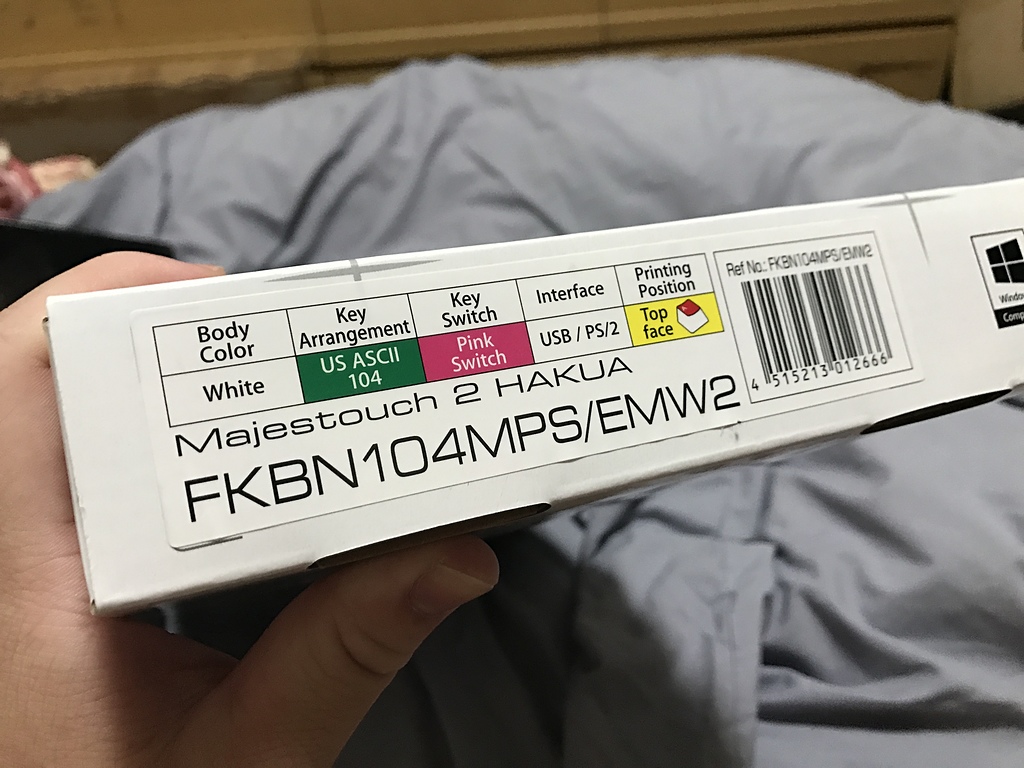 Body Color
Key Arrangement
Key Switch
Interface
Printing Position
White
US ASCII 104
Pink Switch
USB / PS/2
Top face
Majestouch 2 HAKUA
FKBN104MPS/EMW2
Ref No.: FKBN104MPS/EMW2
4 515213 012666